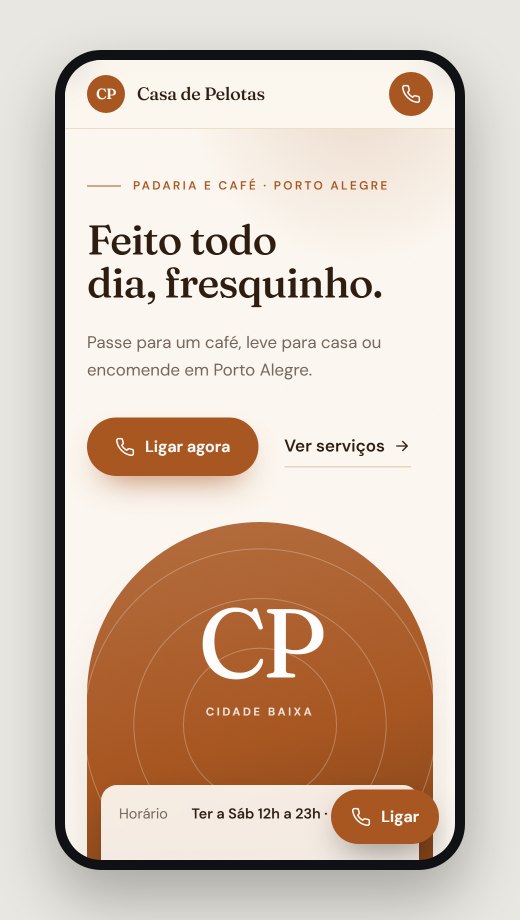 CP
Casa de Pelotas
PADARIA E CAFÉ · PORTO ALEGRE
Feito todo
dia, fresquinho.
Passe para um café, leve para casa ou
encomende em Porto Alegre.
Ligar agora
Ver serviços →
CP
CIDADE BAIXA
Horário Ter a Sáb 12h a 23h ·
Ligar